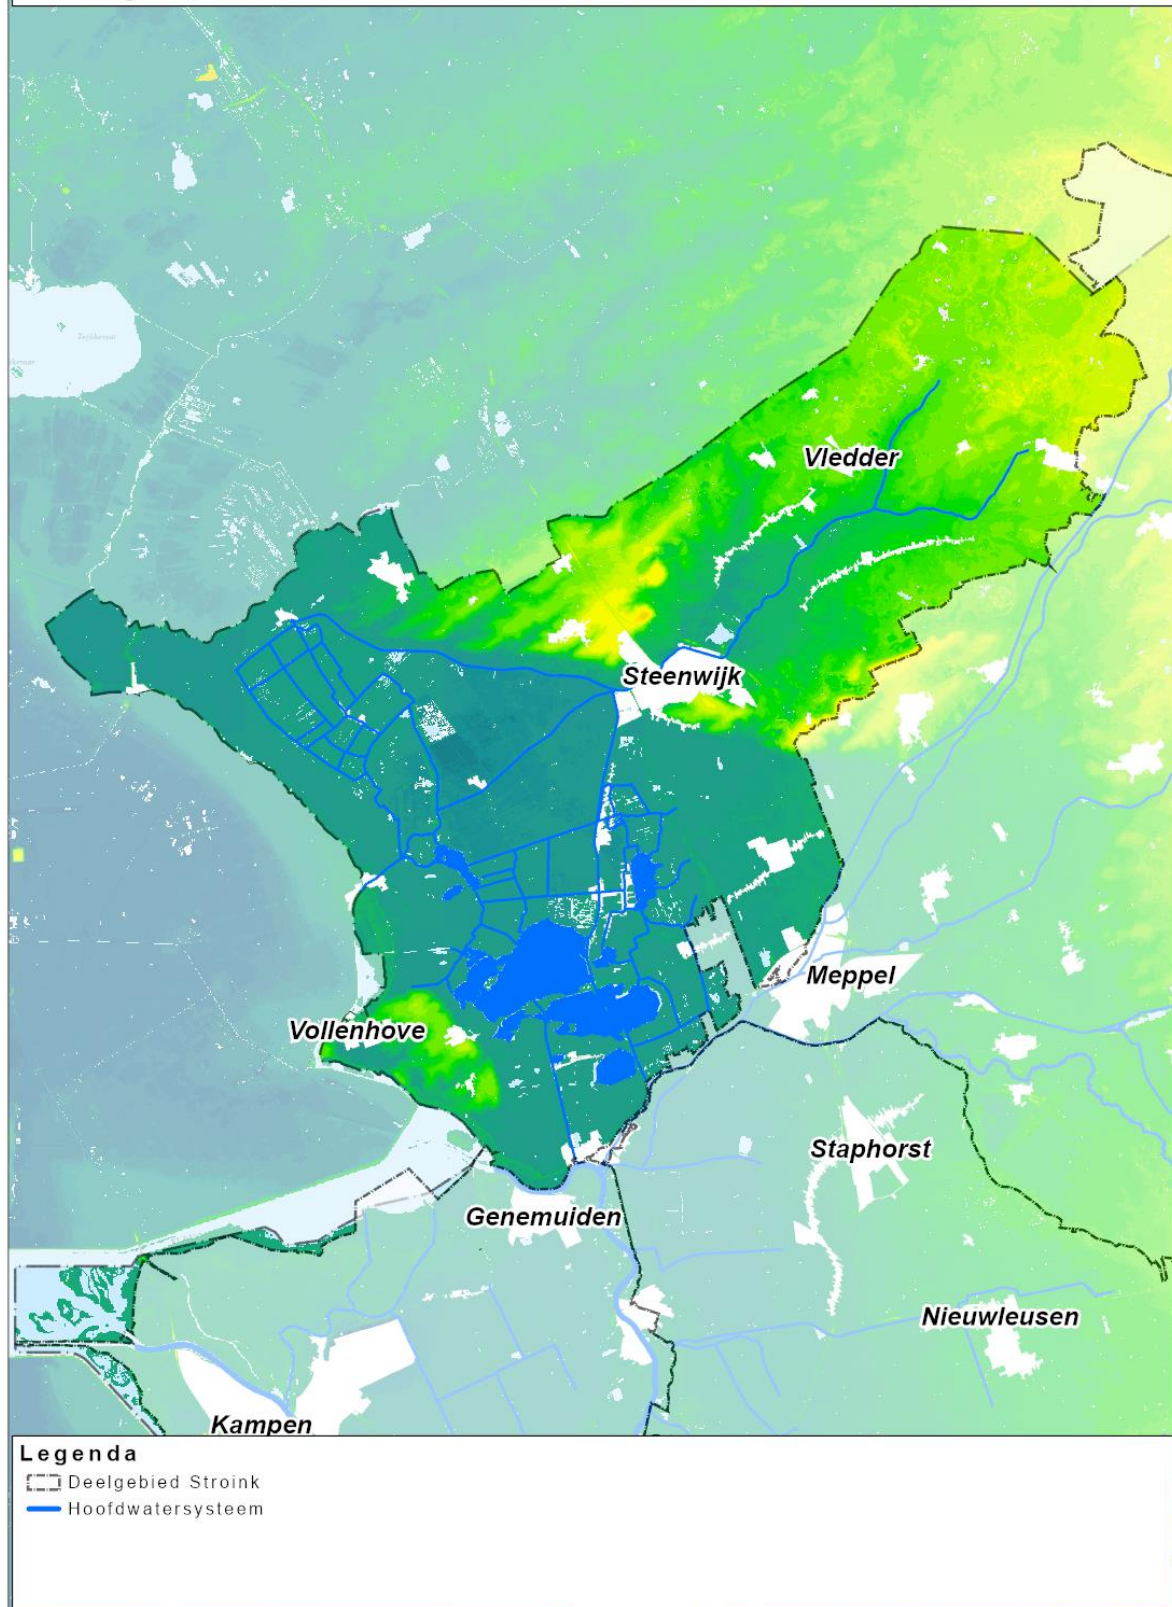 Vledder
Steenwijk
Meppel
Vollenhove
Staphorst
Genemuiden
Nieuwleusen
Kampen
Legenda
Deelgebied Stroink
Hoofdwatersysteem